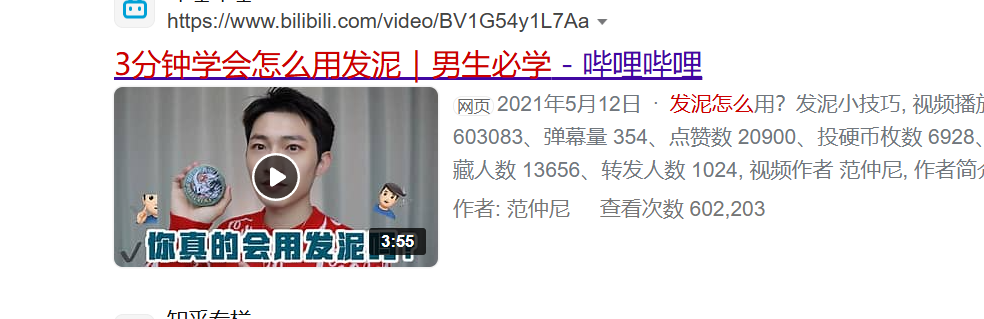 https://www.bilibili.com/video/BV1G54y1L7Aa
3分钟学会怎么用发泥｜男生必学 - 哔哩哔哩
网页 2021年5月12日 · 发泥怎么用？发泥小技巧, 视频播放
603083、弹幕量 354、点赞数 20900、投硬币枚数 6928、
藏人数 13656、转发人数 1024, 视频作者 范仲尼, 作者简介
作者: 范仲尼 查看次数 602,203
你真的会用发泥吗?
3:55
知乎专栏